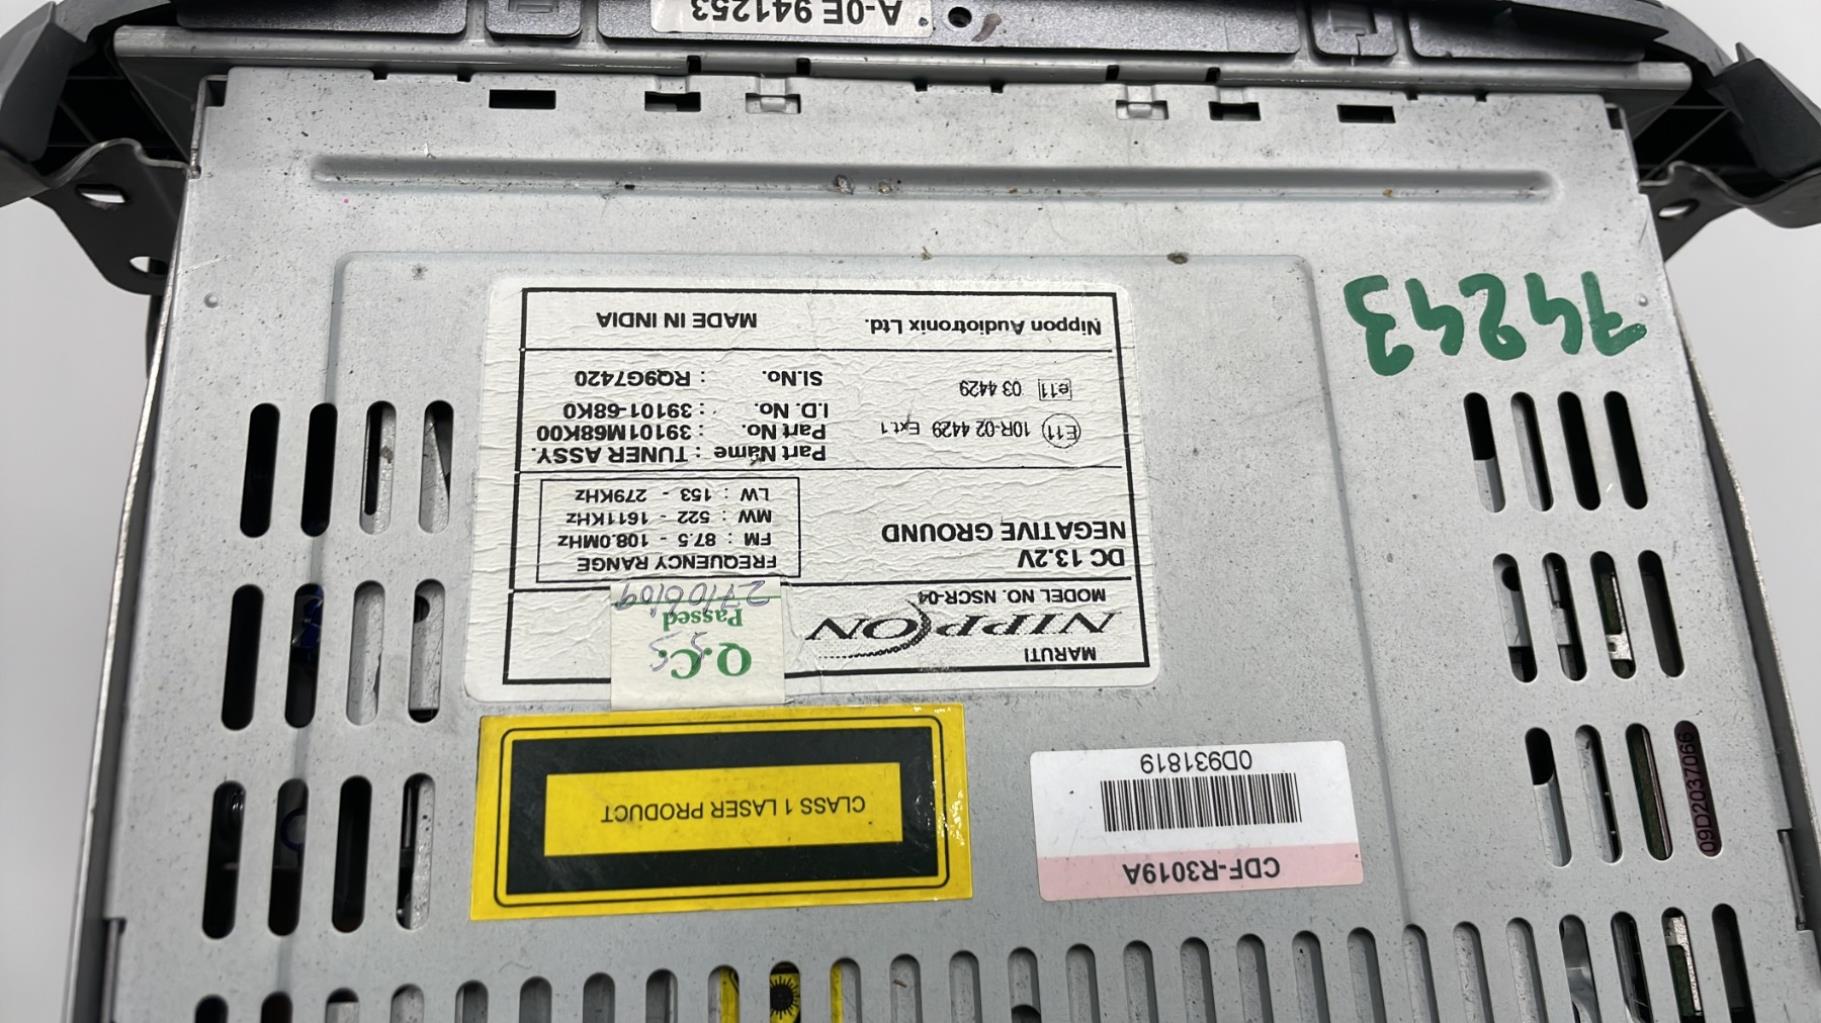 CDF-R3019A
0D931819
CLASS 1 LASER PRODUCT
09D2037066
MARUTI
NIPPON
MODEL NO. NSCR-04
Q.C.
Passed
27/06/09
DC 13.2V
NEGATIVE GROUND
FREQUENCY RANGE
FM : 87.5 - 108.0MHz
MW : 522 - 1611KHz
LW : 153 - 279KHz
E11 10R-02 4429 Ext.1
e11 03 4429
Part Name : TUNER ASSY.
Part No. : 39101M68K00
I.D. No. : 39101-68K0
Sl.No. : RQ9G7420
Nippon Audiotronix Ltd. MADE IN INDIA
74243
A-0E 941253